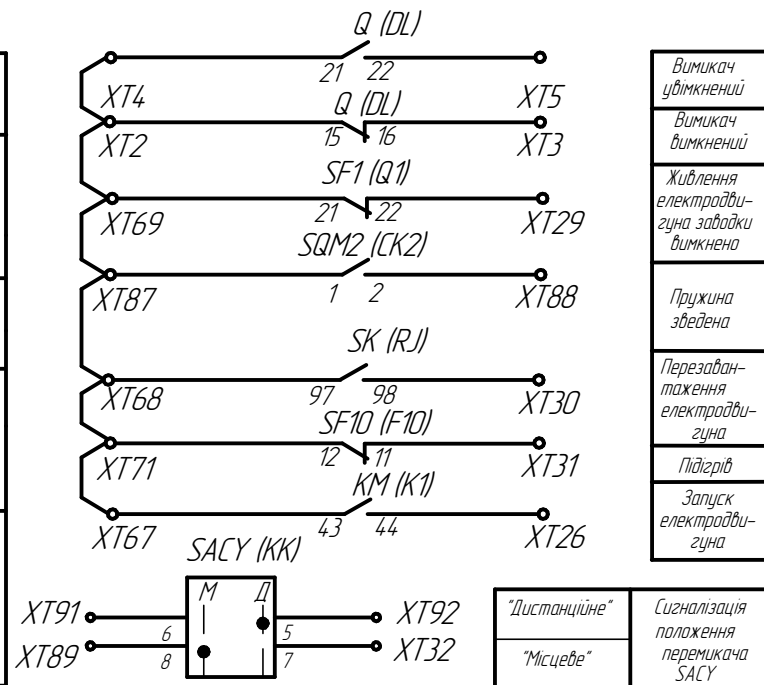 Q (DL)
21 22
XT4 XT5
Вимикач
увімкнений
Q (DL)
15 16
XT2 XT3
Вимикач
вимкнений
SF1 (Q1)
21 22
XT69 XT29
Живлення
електродви-
гуна заводки
вимкнено
SQM2 (CK2)
1 2
XT87 XT88
Пружина
зведена
SK (RJ)
97 98
XT68 XT30
Перезаван-
таження
електродви-
гуна
SF10 (F10)
12 11
XT71 XT31
Підігрів
KM (K1)
43 44
XT67 XT26
Запуск
електродви-
гуна
SACY (KK)
М Д
XT91 6 5 XT92
XT89 8 7 XT32
"Дистанційне"
"Місцеве"
Сигналізація
положення
перемикача
SACY